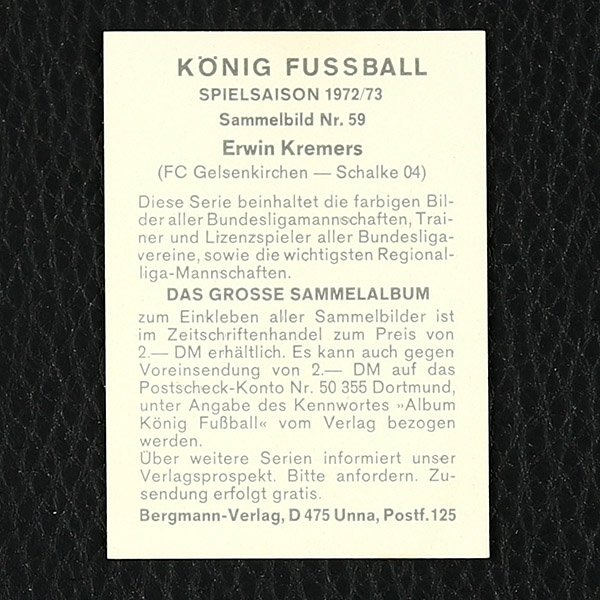 KÖNIG FUSSBALL
SPIELSAISON 1972/73
Sammelbild Nr. 59
Erwin Kremers
(FC Gelsenkirchen — Schalke 04)
Diese Serie beinhaltet die farbigen Bil-
der aller Bundesligamannschaften, Trai-
ner und Lizenzspieler aller Bundesliga-
vereine, sowie die wichtigsten Regional-
liga-Mannschaften.
DAS GROSSE SAMMELALBUM
zum Einkleben aller Sammelbilder ist
im Zeitschriftenhandel zum Preis von
2.— DM erhältlich. Es kann auch gegen
Voreinsendung von 2.— DM auf das
Postscheck-Konto Nr. 50 355 Dortmund,
unter Angabe des Kennwortes »Album
König Fußball« vom Verlag bezogen
werden.
Über weitere Serien informiert unser
Verlagsprospekt. Bitte anfordern. Zu-
sendung erfolgt gratis.
Bergmann-Verlag, D 475 Unna, Postf. 125